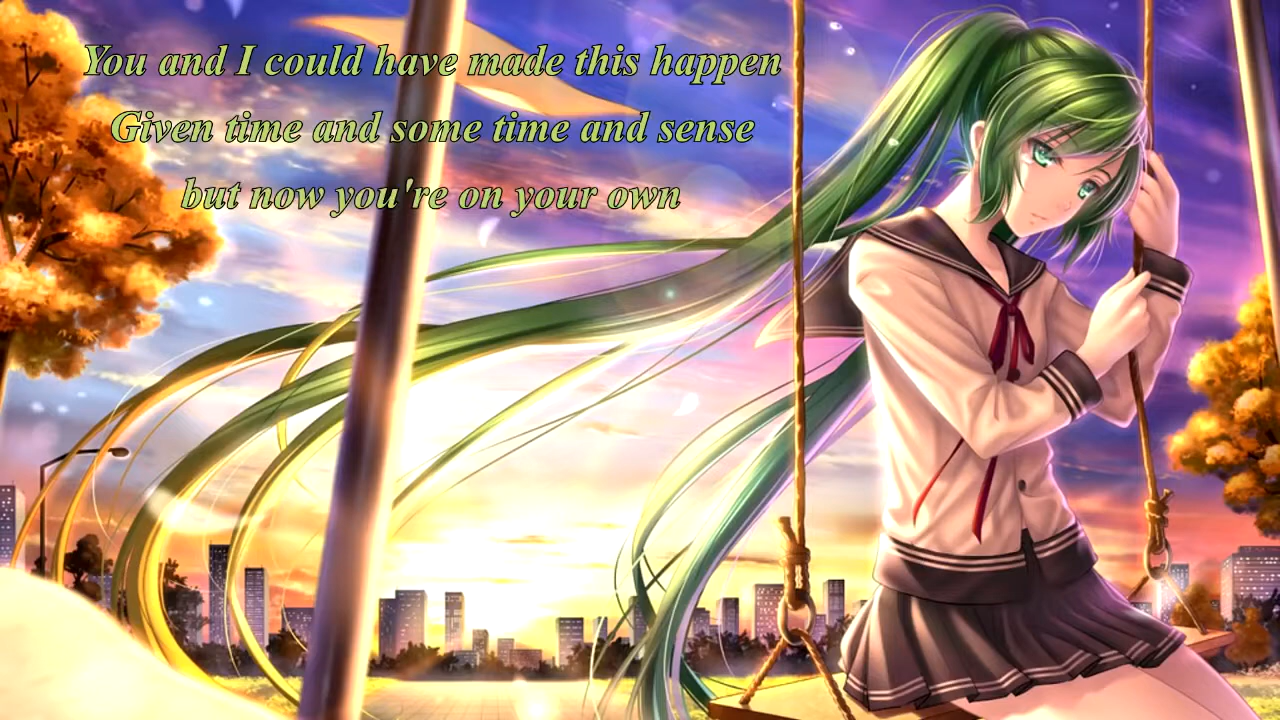 You and I could have made this happen
Given time and some time and sense
but now you're on your own